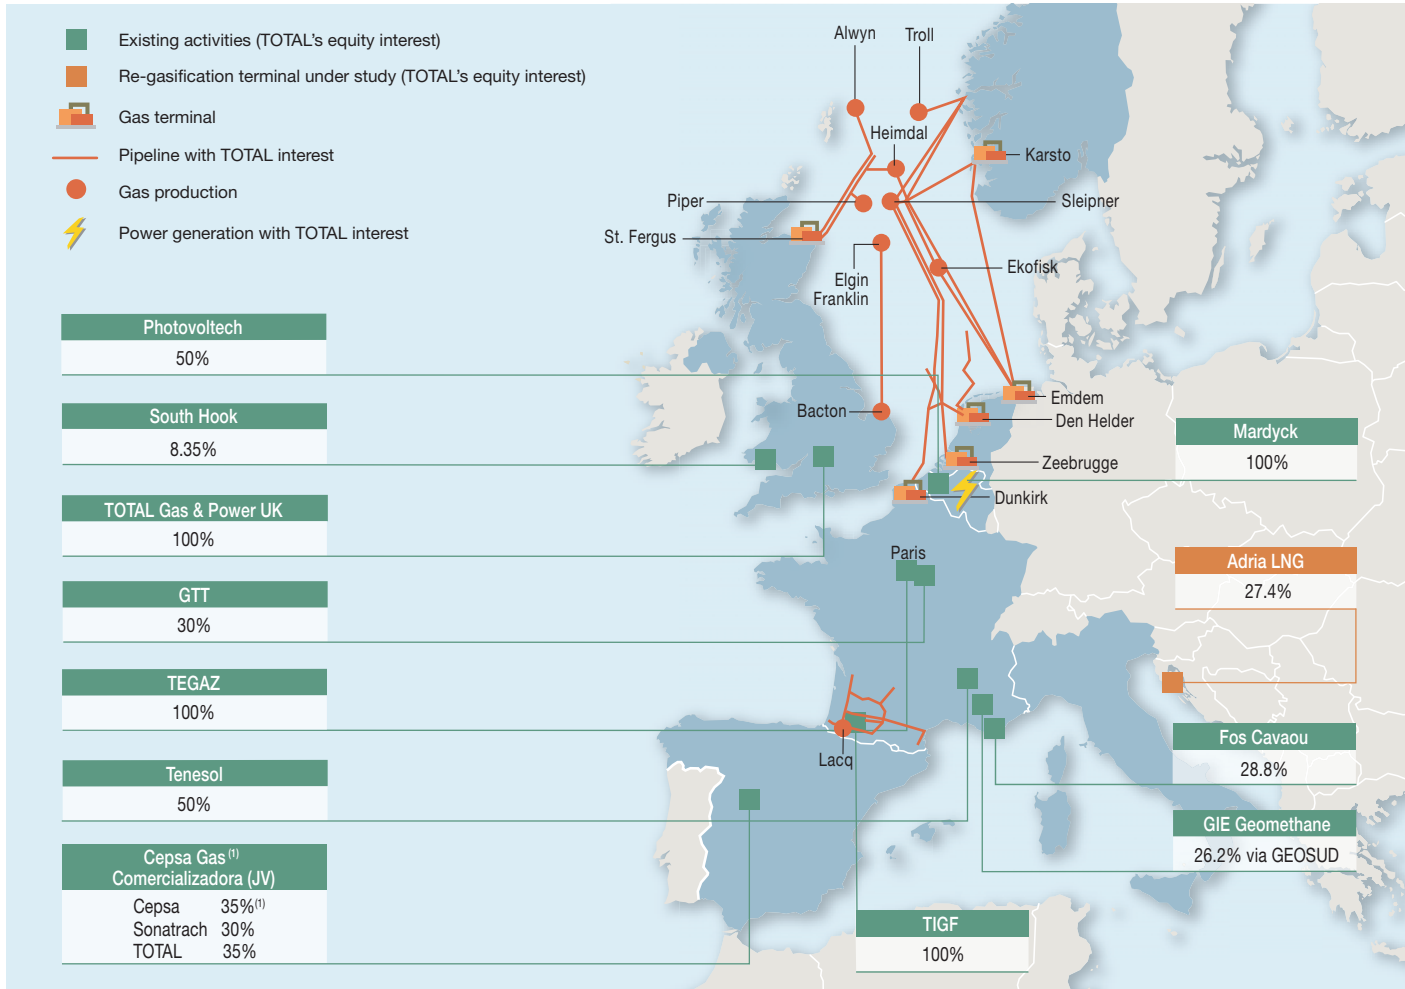 Existing activities (TOTAL's equity interest)
Re-gasification terminal under study (TOTAL's equity interest)
Gas terminal
Pipeline with TOTAL interest
Gas production
Power generation with TOTAL interest
Alwyn
Troll
Heimdal
Karsto
Piper
Sleipner
St. Fergus
Elgin
Franklin
Ekofisk
Bacton
Emdem
Den Helder
Zeebrugge
Dunkirk
Paris
Lacq
Photovoltech
50%
South Hook
8.35%
TOTAL Gas & Power UK
100%
GTT
30%
TEGAZ
100%
Tenesol
50%
Cepsa Gas (1)
Comercializadora (JV)
Cepsa 35%(1)
Sonatrach 30%
TOTAL 35%
Mardyck
100%
Adria LNG
27.4%
Fos Cavaou
28.8%
GIE Geomethane
26.2% via GEOSUD
TIGF
100%